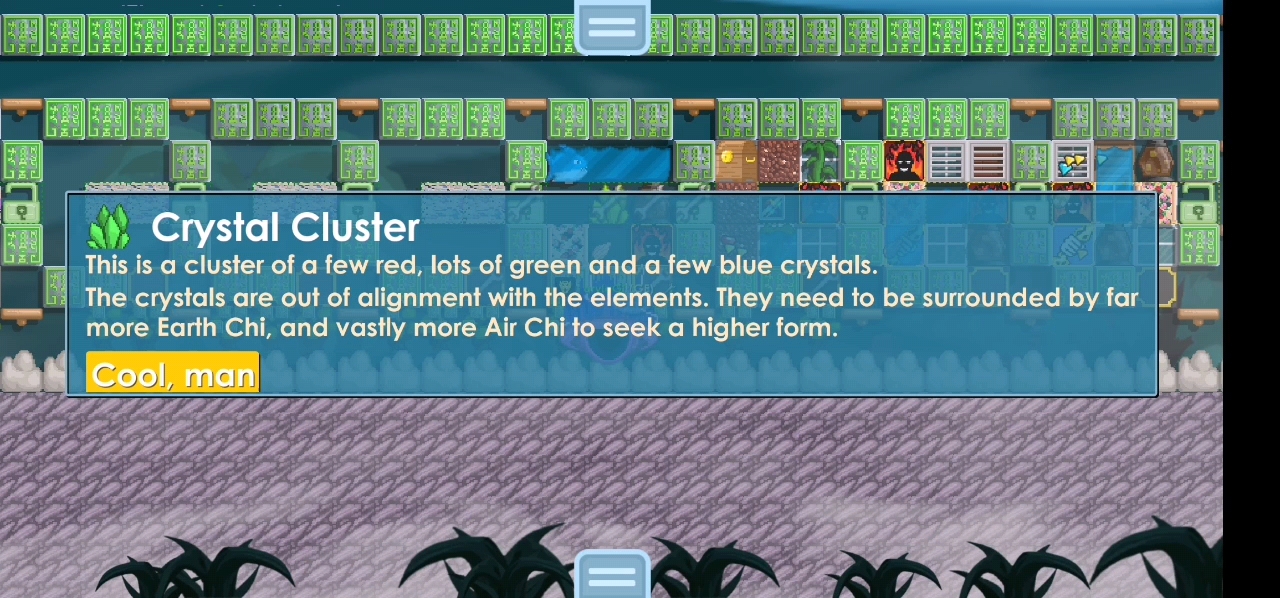 Crystal Cluster
This is a cluster of a few red, lots of green and a few blue crystals.
The crystals are out of alignment with the elements. They need to be surrounded by far
more Earth Chi, and vastly more Air Chi to seek a higher form.
Cool, man